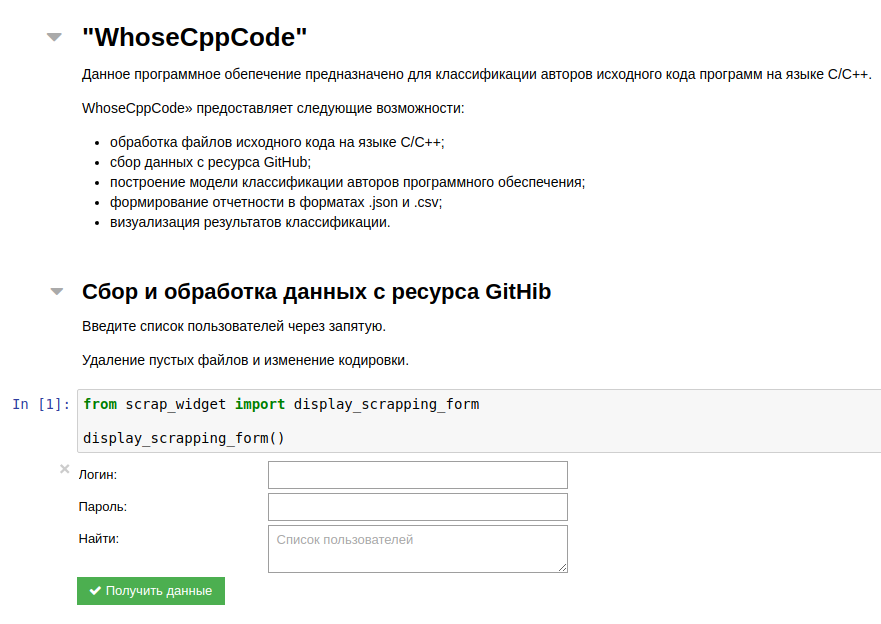 "WhoseCppCode"
Данное программное обепечение предназначено для классификации авторов исходного кода программ на языке C/C++.
WhoseCppCode» предоставляет следующие возможности:
• обработка файлов исходного кода на языке C/C++;
• сбор данных с ресурса GitHub;
• построение модели классификации авторов программного обеспечения;
• формирование отчетности в форматах .json и .csv;
• визуализация результатов классификации.
Сбор и обработка данных с ресурса GitHib
Введите список пользователей через запятую.
Удаление пустых файлов и изменение кодировки.
In [1]: from scrap_widget import display_scrapping_form
display_scrapping_form()
Логин:
Пароль:
Найти: Список пользователей
Получить данные